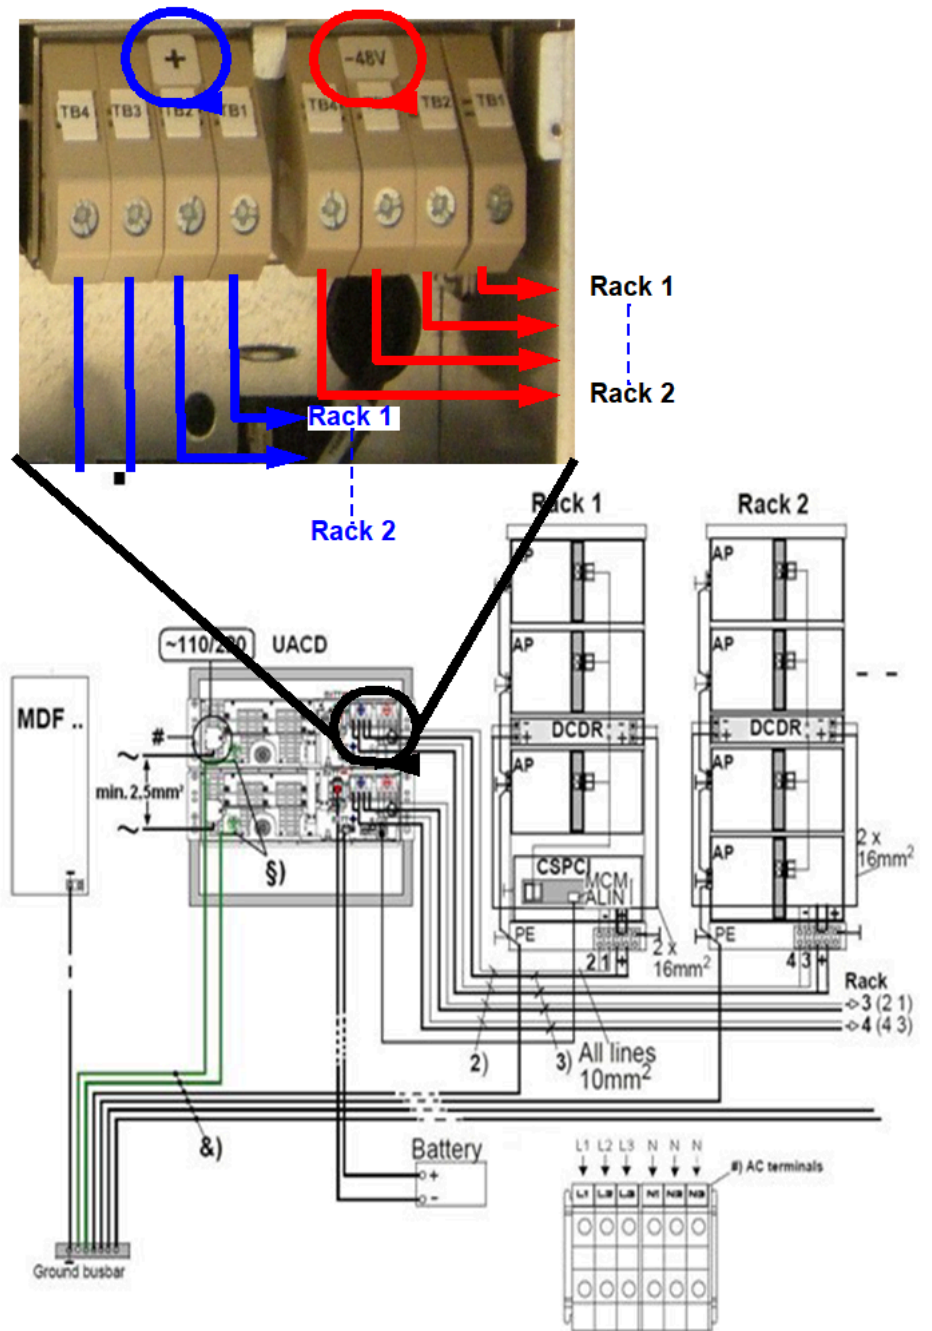 +
-48V
TB4 TB3 TB2 TB1
TB4 TB2 TB1
Rack 1
Rack 2
Rack 1
Rack 2
Rack 1
Rack 2
AP
AP
~110/230
UACD
AP
AP
MDF ..
#
- +
DCDR
- +
- +
DCDR
- +
~
min. 2,5mm²
~
AP
AP
§)
CSPCI
MCM
ALIN
AP
2 x
16mm²
- +
- +
PE
2 1 +
2 x
16mm²
PE
4 3 +
Rack
3 (2 1)
4 (4 3)
2)
3)
All lines
10mm²
&)
Battery
+
-
L1 L2 L3 N N N
#) AC terminals
L1 L2 L3 N1 N2 N3
Ground busbar